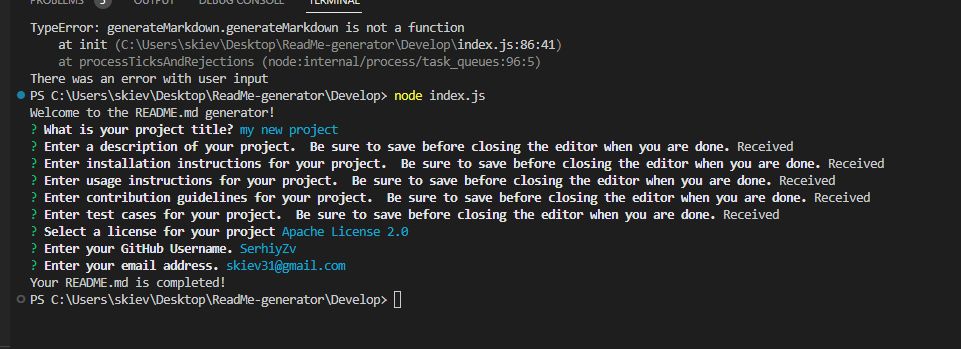 PROBLEMS 5 OUTPUT DEBUG CONSOLE TERMINAL
TypeError: generateMarkdown.generateMarkdown is not a function
at init (C:\Users\skiev\Desktop\ReadMe-generator\Develop\index.js:86:41)
at processTicksAndRejections (node:internal/process/task_queues:96:5)
There was an error with user input
PS C:\Users\skiev\Desktop\ReadMe-generator\Develop> node index.js
Welcome to the README.md generator!
? What is your project title? my new project
? Enter a description of your project.  Be sure to save before closing the editor when you are done. Received
? Enter installation instructions for your project.  Be sure to save before closing the editor when you are done. Received
? Enter usage instructions for your project.  Be sure to save before closing the editor when you are done. Received
? Enter contribution guidelines for your project.  Be sure to save before closing the editor when you are done. Received
? Enter test cases for your project.  Be sure to save before closing the editor when you are done. Received
? Select a license for your project Apache License 2.0
? Enter your GitHub Username. SerhiyZv
? Enter your email address. skiev31@gmail.com
Your README.md is completed!
PS C:\Users\skiev\Desktop\ReadMe-generator\Develop>